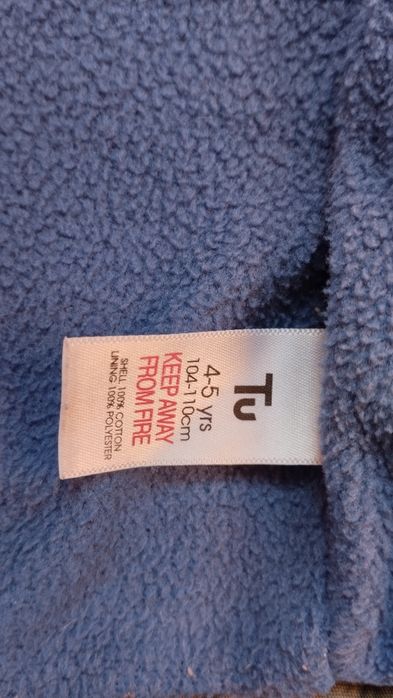 Tu
4-5 yrs
104-110cm
KEEP AWAY
FROM FIRE
SHELL 100% COTTON
LINING 100% POLYESTER